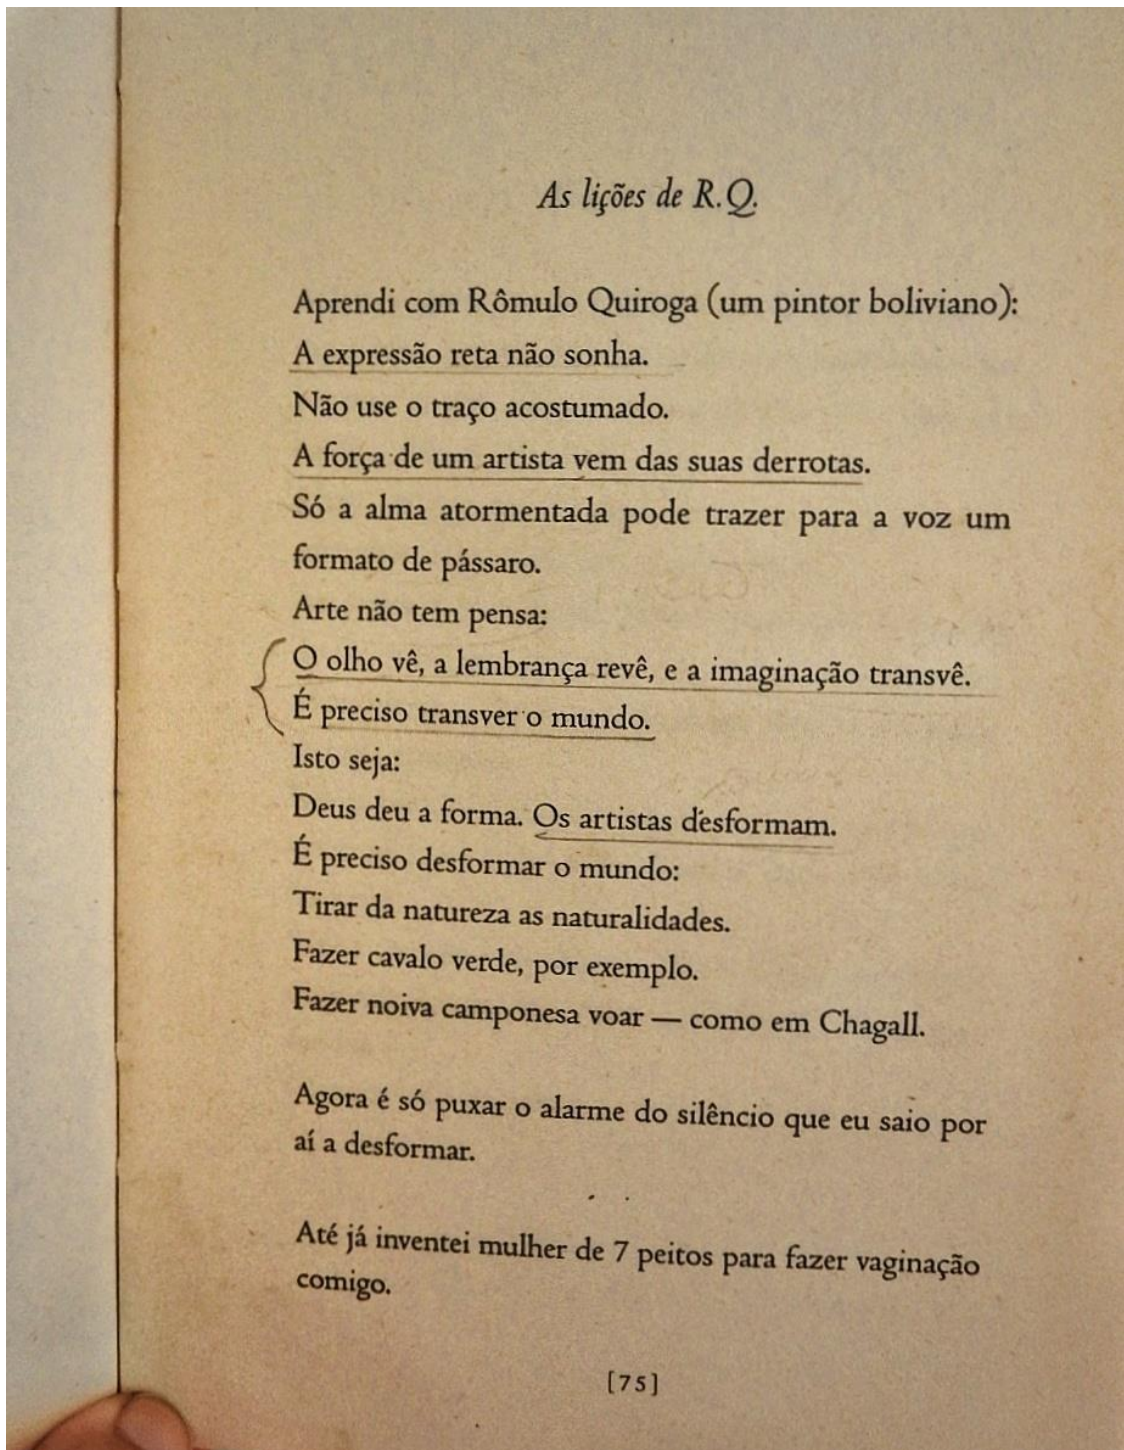 As lições de R.Q.
Aprendi com Rômulo Quiroga (um pintor boliviano):
A expressão reta não sonha.
Não use o traço acostumado.
A força de um artista vem das suas derrotas.
Só a alma atormentada pode trazer para a voz um
formato de pássaro.
Arte não tem pensa:
O olho vê, a lembrança revê, e a imaginação transvê.
É preciso transver o mundo.
Isto seja:
Deus deu a forma. Os artistas desformam.
É preciso desformar o mundo:
Tirar da natureza as naturalidades.
Fazer cavalo verde, por exemplo.
Fazer noiva camponesa voar — como em Chagall.
Agora é só puxar o alarme do silêncio que eu saio por
aí a desformar.
Até já inventei mulher de 7 peitos para fazer vaginação
comigo.
[75]